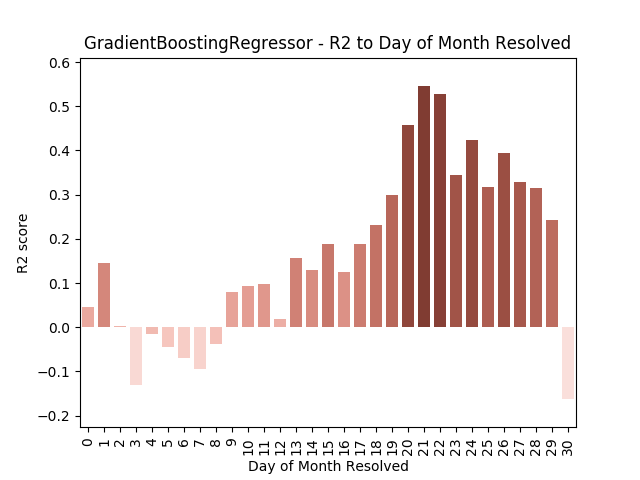 GradientBoostingRegressor - R2 to Day of Month Resolved
0.6
0.5
0.4
0.3
0.2
0.1
0.0
−0.1
−0.2
R2 score
0 1 2 3 4 5 6 7 8 9 10 11 12 13 14 15 16 17 18 19 20 21 22 23 24 25 26 27 28 29 30
Day of Month Resolved